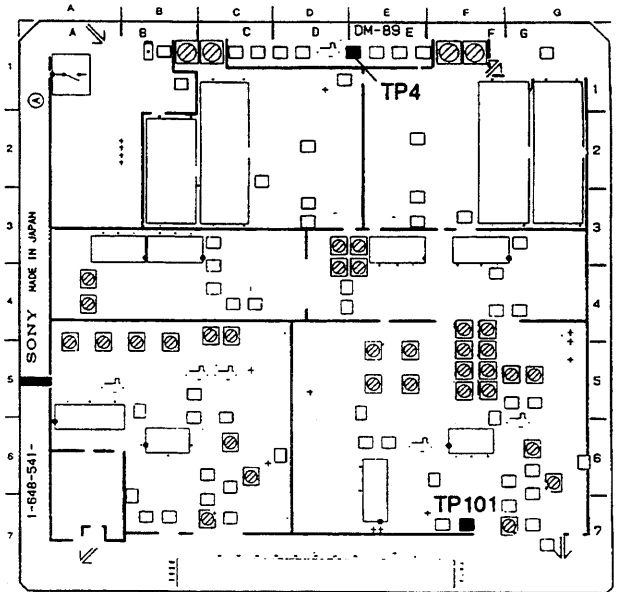 A B C D E F G
A B C D DM-89 E F G
1 1
TP4
A
2 2
3 3
4 4
5 5
6 6
7 7
SONY MADE IN JAPAN
1-648-541-
TP101